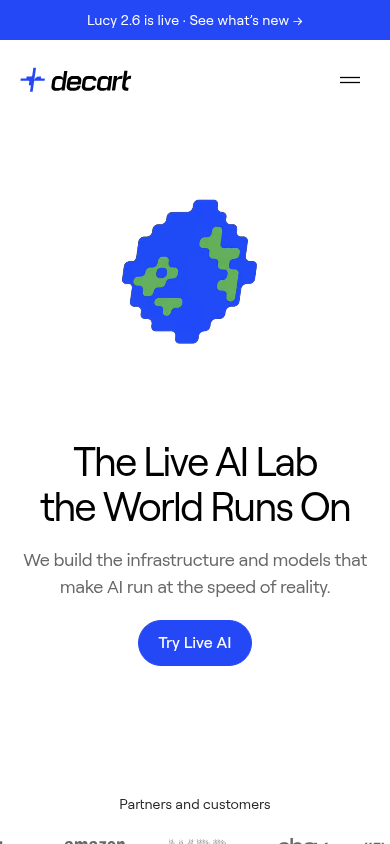 Lucy 2.6 is live · See what's new →
decart
The Live AI Lab
the World Runs On
We build the infrastructure and models that
make AI run at the speed of reality.
Try Live AI
Partners and customers
amazon
ebay